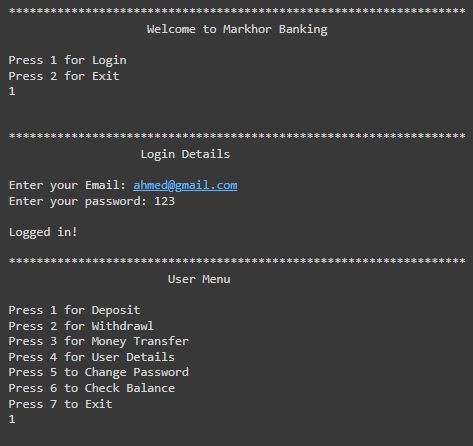 ******************************************************************
Welcome to Markhor Banking
Press 1 for Login
Press 2 for Exit
1
******************************************************************
Login Details
Enter your Email: ahmed@gmail.com
Enter your password: 123
Logged in!
******************************************************************
User Menu
Press 1 for Deposit
Press 2 for Withdrawl
Press 3 for Money Transfer
Press 4 for User Details
Press 5 to Change Password
Press 6 to Check Balance
Press 7 to Exit
1